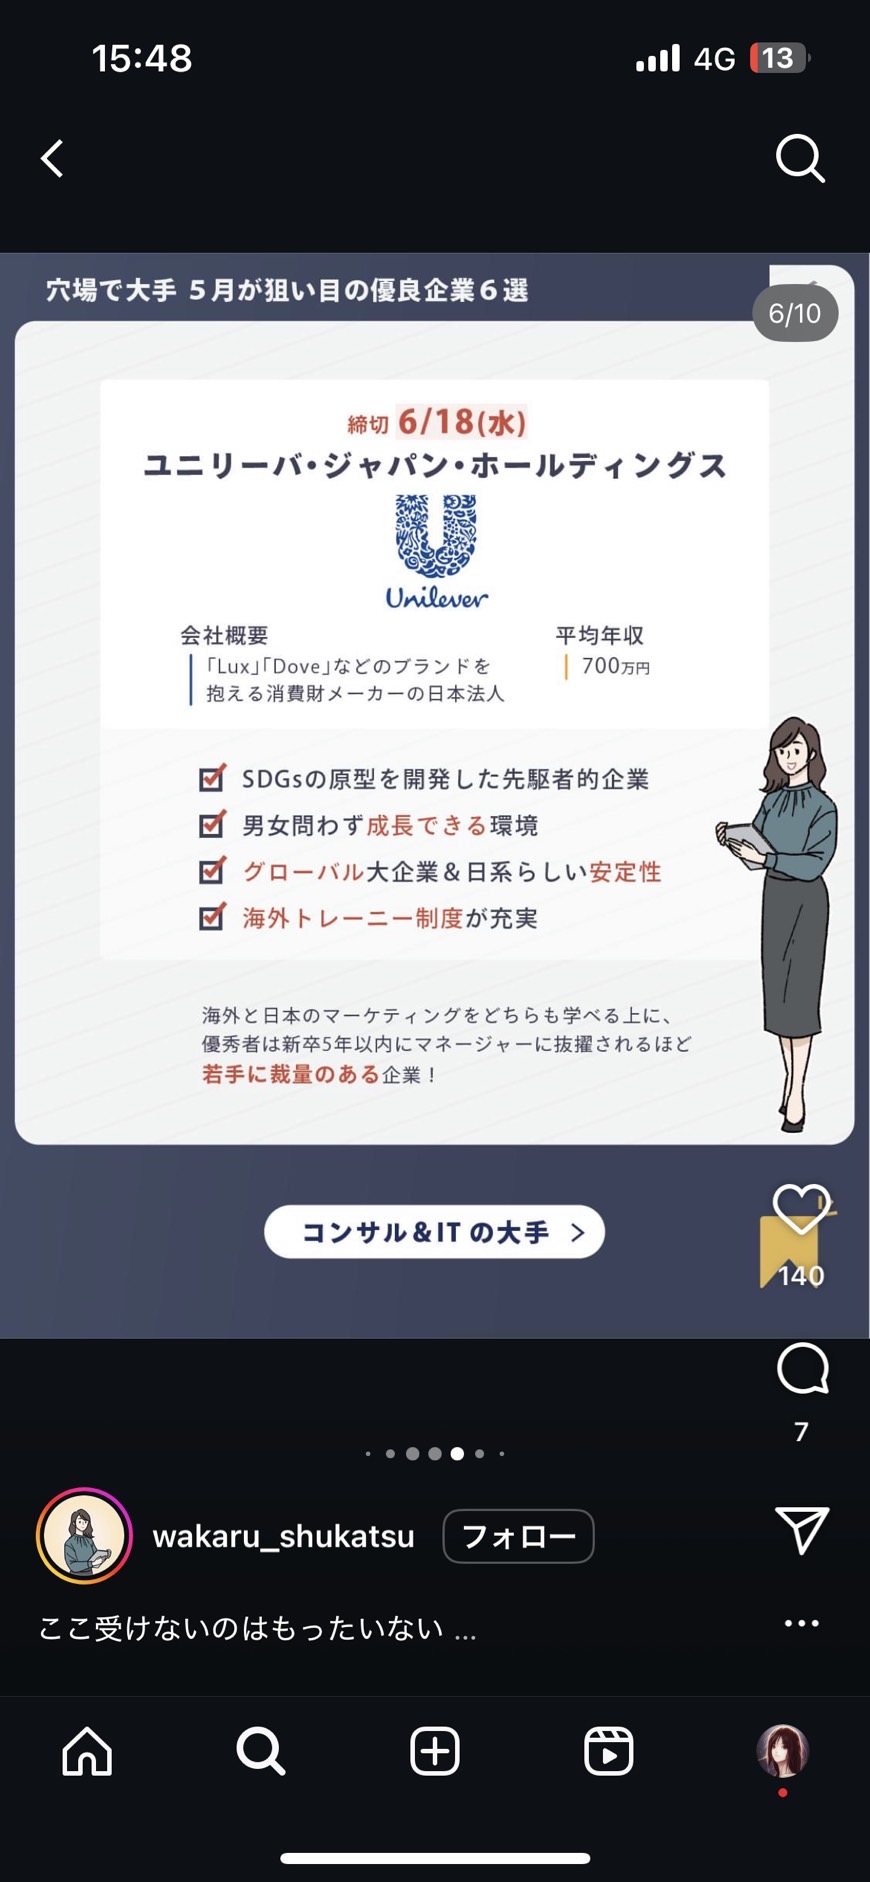 15:48
4G
13
穴場で大手 5月が狙い目の優良企業6選
6/10
締切 6/18(水)
ユニリーバ・ジャパン・ホールディングス
Unilever
会社概要
「Lux」「Dove」などのブランドを
抱える消費財メーカーの日本法人
平均年収
700万円
SDGsの原型を開発した先駆者的企業
男女問わず成長できる環境
グローバル大企業&日系らしい安定性
海外トレーニー制度が充実
海外と日本のマーケティングをどちらも学べる上に、
優秀者は新卒5年以内にマネージャーに抜擢されるほど
若手に裁量のある企業!
コンサル&ITの大手 >
140
7
wakaru_shukatsu
フォロー
ここ受けないのはもったいない ...